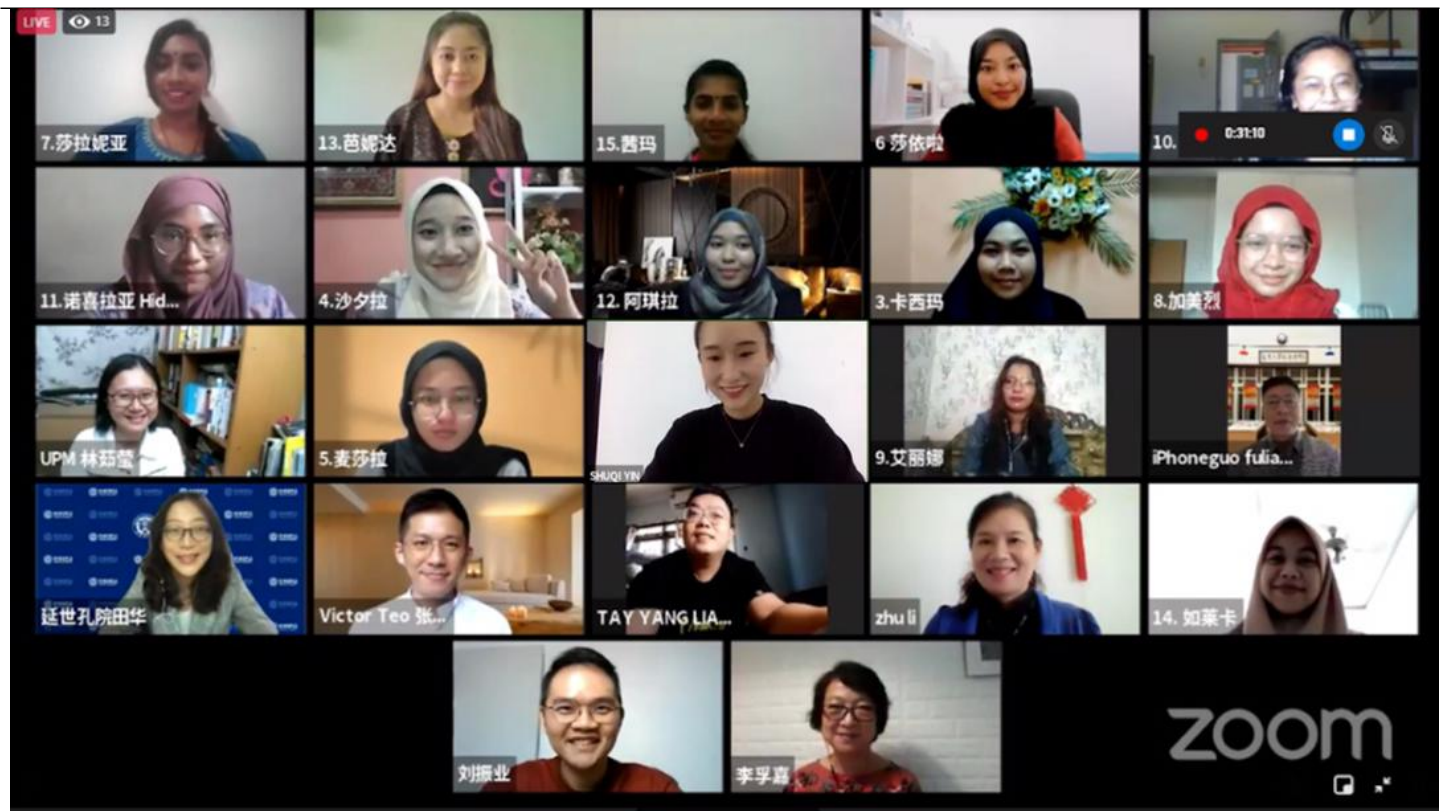 LIVE 13
7.莎拉妮亚
13.芭妮达
15.茜玛
6 莎依啦
10.
0:31:10
11.诺喜拉亚 Hid...
4.沙夕拉
12. 阿琪拉
3.卡西玛
8.加美烈
UPM 林茹莹
5.麦莎拉
SHUQI YIN
9.艾丽娜
iPhoneguo fulia...
延世孔院田华
Victor Teo 张...
TAY YANG LIA...
zhu li
14. 如莱卡
刘振业
李孚嘉
zoom